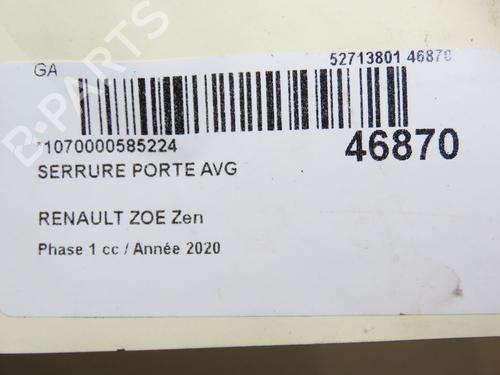 GA
52713801 46870
*1070000585224
46870
SERRURE PORTE AVG
RENAULT ZOE Zen
Phase 1 cc / Année 2020
B-PARTS